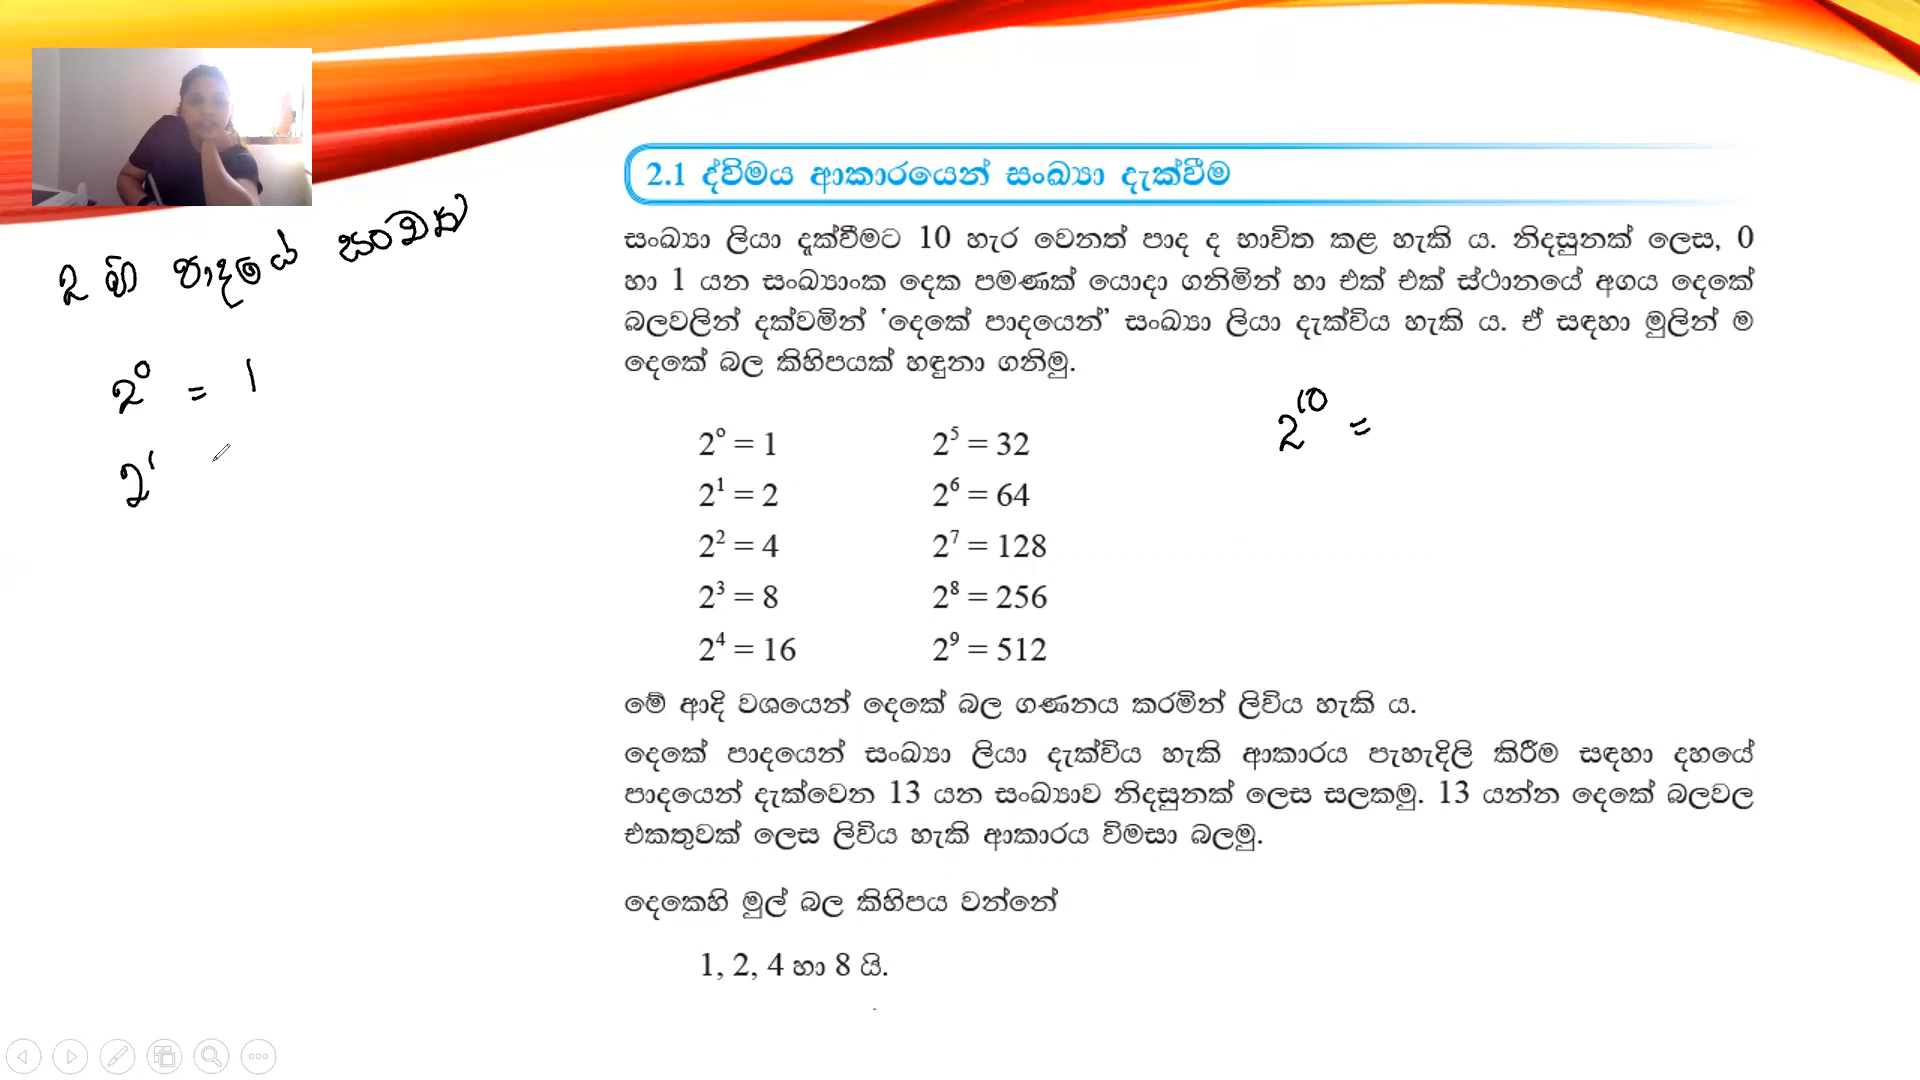 2.1 ද්විමය ආකාරයෙන් සංඛ්‍යා දැක්වීම
සංඛ්‍යා ලියා දැක්වීමට 10 හැර වෙනත් පාද ද භාවිත කළ හැකි ය. නිදසුනක් ලෙස, 0
හා 1 යන සංඛ්‍යාංක දෙක පමණක් යොදා ගනිමින් හා එක් එක් ස්ථානයේ අගය දෙකේ
බලවලින් දක්වමින් ‘දෙකේ පාදයෙන්’ සංඛ්‍යා ලියා දැක්විය හැකි ය. ඒ සඳහා මුලින් ම
දෙකේ බල කිහිපයක් හඳුනා ගනිමු.
2⁰ = 1 2⁵ = 32
2¹ = 2 2⁶ = 64
2² = 4 2⁷ = 128
2³ = 8 2⁸ = 256
2⁴ = 16 2⁹ = 512
මේ ආදි වශයෙන් දෙකේ බල ගණනය කරමින් ලිවිය හැකි ය.
දෙකේ පාදයෙන් සංඛ්‍යා ලියා දැක්විය හැකි ආකාරය පැහැදිලි කිරීම සඳහා දහයේ
පාදයෙන් දැක්වෙන 13 යන සංඛ්‍යාව නිදසුනක් ලෙස සලකමු. 13 යන්න දෙකේ බලවල
එකතුවක් ලෙස ලිවිය හැකි ආකාරය විමසා බලමු.
දෙකෙහි මුල් බල කිහිපය වන්නේ
1, 2, 4 හා 8 යි.
2 හි පාදයේ
2⁰ = 1
2¹
2¹⁰ =